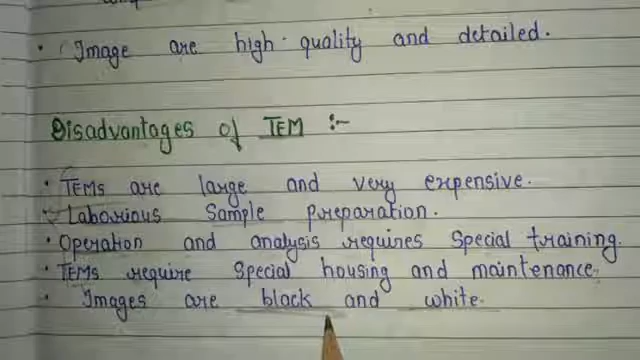 • Image are high quality and detailed.
Disadvantages of TEM :-
• TEMs are large and very expensive.
• Laborious Sample preparation.
• Operation and analysis requires special training.
• TEMs require special housing and maintenance.
• Images are black and white.